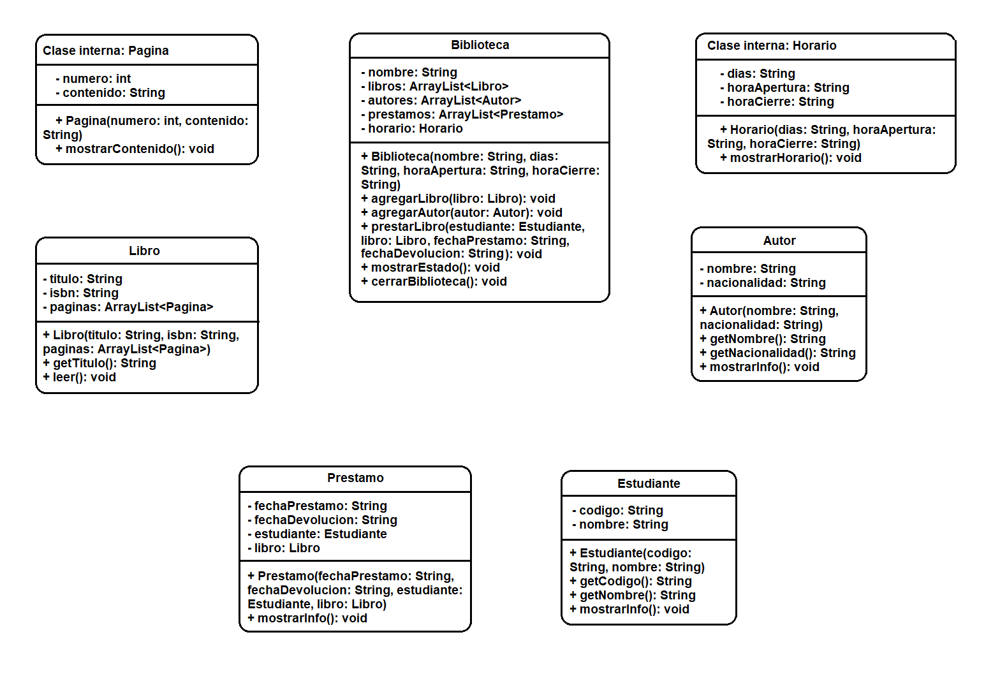 Clase interna: Pagina
- numero: int
- contenido: String
+ Pagina(numero: int, contenido:
String)
+ mostrarContenido(): void
Biblioteca
- nombre: String
- libros: ArrayList<Libro>
- autores: ArrayList<Autor>
- prestamos: ArrayList<Prestamo>
- horario: Horario
+ Biblioteca(nombre: String, dias:
String, horaApertura: String, horaCierre:
String)
+ agregarLibro(libro: Libro): void
+ agregarAutor(autor: Autor): void
+ prestarLibro(estudiante: Estudiante,
libro: Libro, fechaPrestamo: String,
fechaDevolucion: String): void
+ mostrarEstado(): void
+ cerrarBiblioteca(): void
Clase interna: Horario
- dias: String
- horaApertura: String
- horaCierre: String
+ Horario(dias: String, horaApertura:
String, horaCierre: String)
+ mostrarHorario(): void
Libro
- titulo: String
- isbn: String
- paginas: ArrayList<Pagina>
+ Libro(titulo: String, isbn: String,
paginas: ArrayList<Pagina>)
+ getTitulo(): String
+ leer(): void
Autor
- nombre: String
- nacionalidad: String
+ Autor(nombre: String,
nacionalidad: String)
+ getNombre(): String
+ getNacionalidad(): String
+ mostrarInfo(): void
Prestamo
- fechaPrestamo: String
- fechaDevolucion: String
- estudiante: Estudiante
- libro: Libro
+ Prestamo(fechaPrestamo: String,
fechaDevolucion: String, estudiante:
Estudiante, libro: Libro)
+ mostrarInfo(): void
Estudiante
- codigo: String
- nombre: String
+ Estudiante(codigo:
String, nombre: String)
+ getCodigo(): String
+ getNombre(): String
+ mostrarInfo(): void